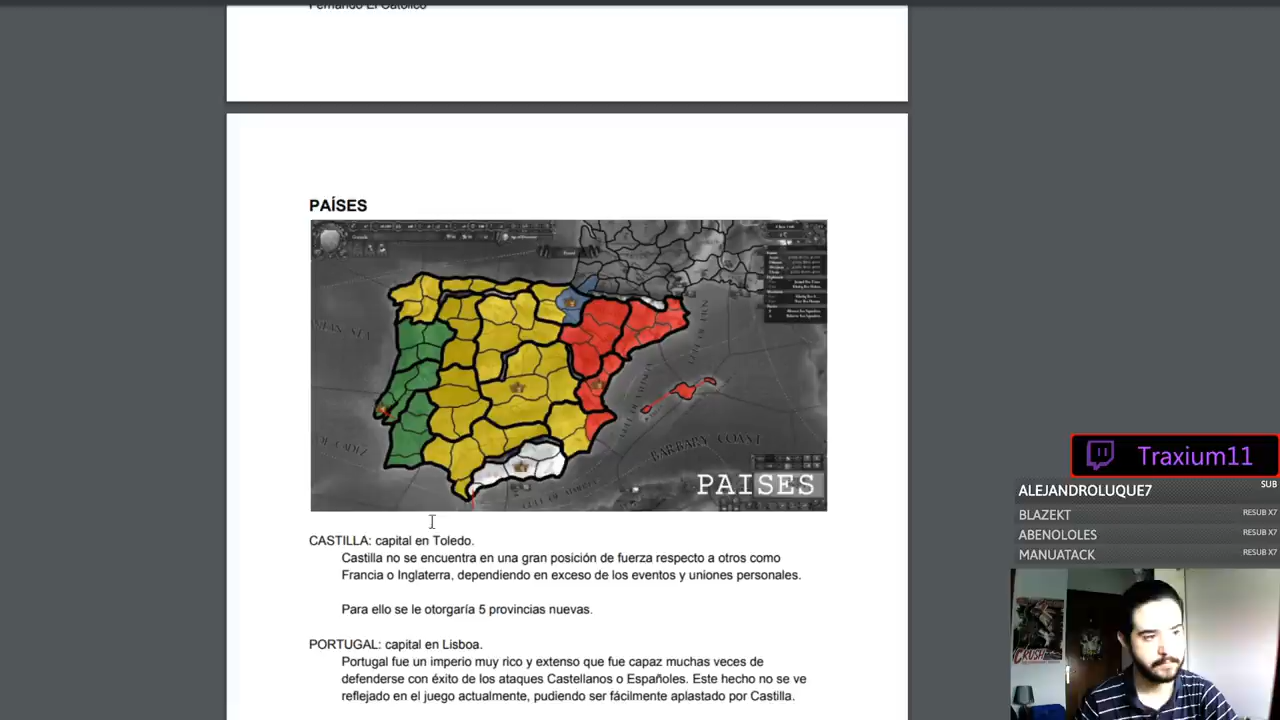 Fernando El Católico
PAÍSES
BARBARY COAST
PAISES
CASTILLA: capital en Toledo.
Castilla no se encuentra en una gran posición de fuerza respecto a otros como
Francia o Inglaterra, dependiendo en exceso de los eventos y uniones personales.
Para ello se le otorgaría 5 provincias nuevas.
PORTUGAL: capital en Lisboa.
Portugal fue un imperio muy rico y extenso que fue capaz muchas veces de
defenderse con éxito de los ataques Castellanos o Españoles. Este hecho no se ve
reflejado en el juego actualmente, pudiendo ser fácilmente aplastado por Castilla.
Traxium11
ALEJANDROLUQUE7 SUB
BLAZEKT RESUB X7
ABENOLOLES RESUB X7
MANUATACK RESUB X7